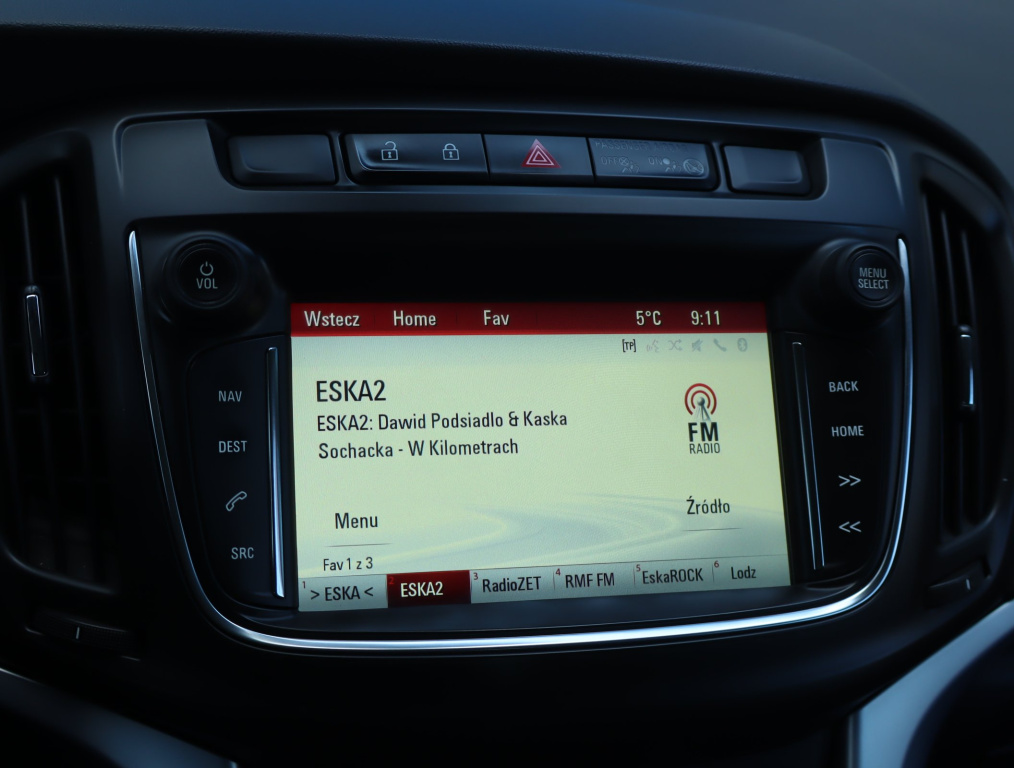 VOL
MENU
SELECT
Wstecz Home Fav 5°C 9:11
[TP]
NAV
DEST
SRC
BACK
HOME
>>
<<
ESKA2
ESKA2: Dawid Podsiadlo & Kaska
Sochacka - W Kilometrach
FM
RADIO
Menu
Źródło
Fav 1 z 3
1 > ESKA < 2 ESKA2 3 RadioZET 4 RMF FM 5 EskaROCK 6 Lodz